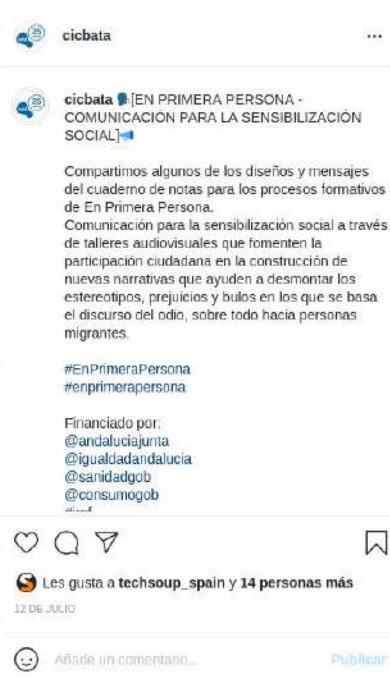 cicbata
cicbata 🗣[EN PRIMERA PERSONA -
COMUNICACIÓN PARA LA SENSIBILIZACIÓN
SOCIAL]📢
Compartimos algunos de los diseños y mensajes
del cuaderno de notas para los procesos formativos
de En Primera Persona.
Comunicación para la sensibilización social a través
de talleres audiovisuales que fomenten la
participación ciudadana en la construcción de
nuevas narrativas que ayuden a desmontar los
estereotipos, prejuicios y bulos en los que se basa
el discurso del odio, sobre todo hacia personas
migrantes.
#EnPrimeraPersona
#enprimerapersona
Financiado por:
@andaluciajunta
@igualdadandalucia
@sanidadgob
@consumogob
Les gusta a techsoup_spain y 14 personas más
12 DE JULIO
Añade un comentario...
Publicar